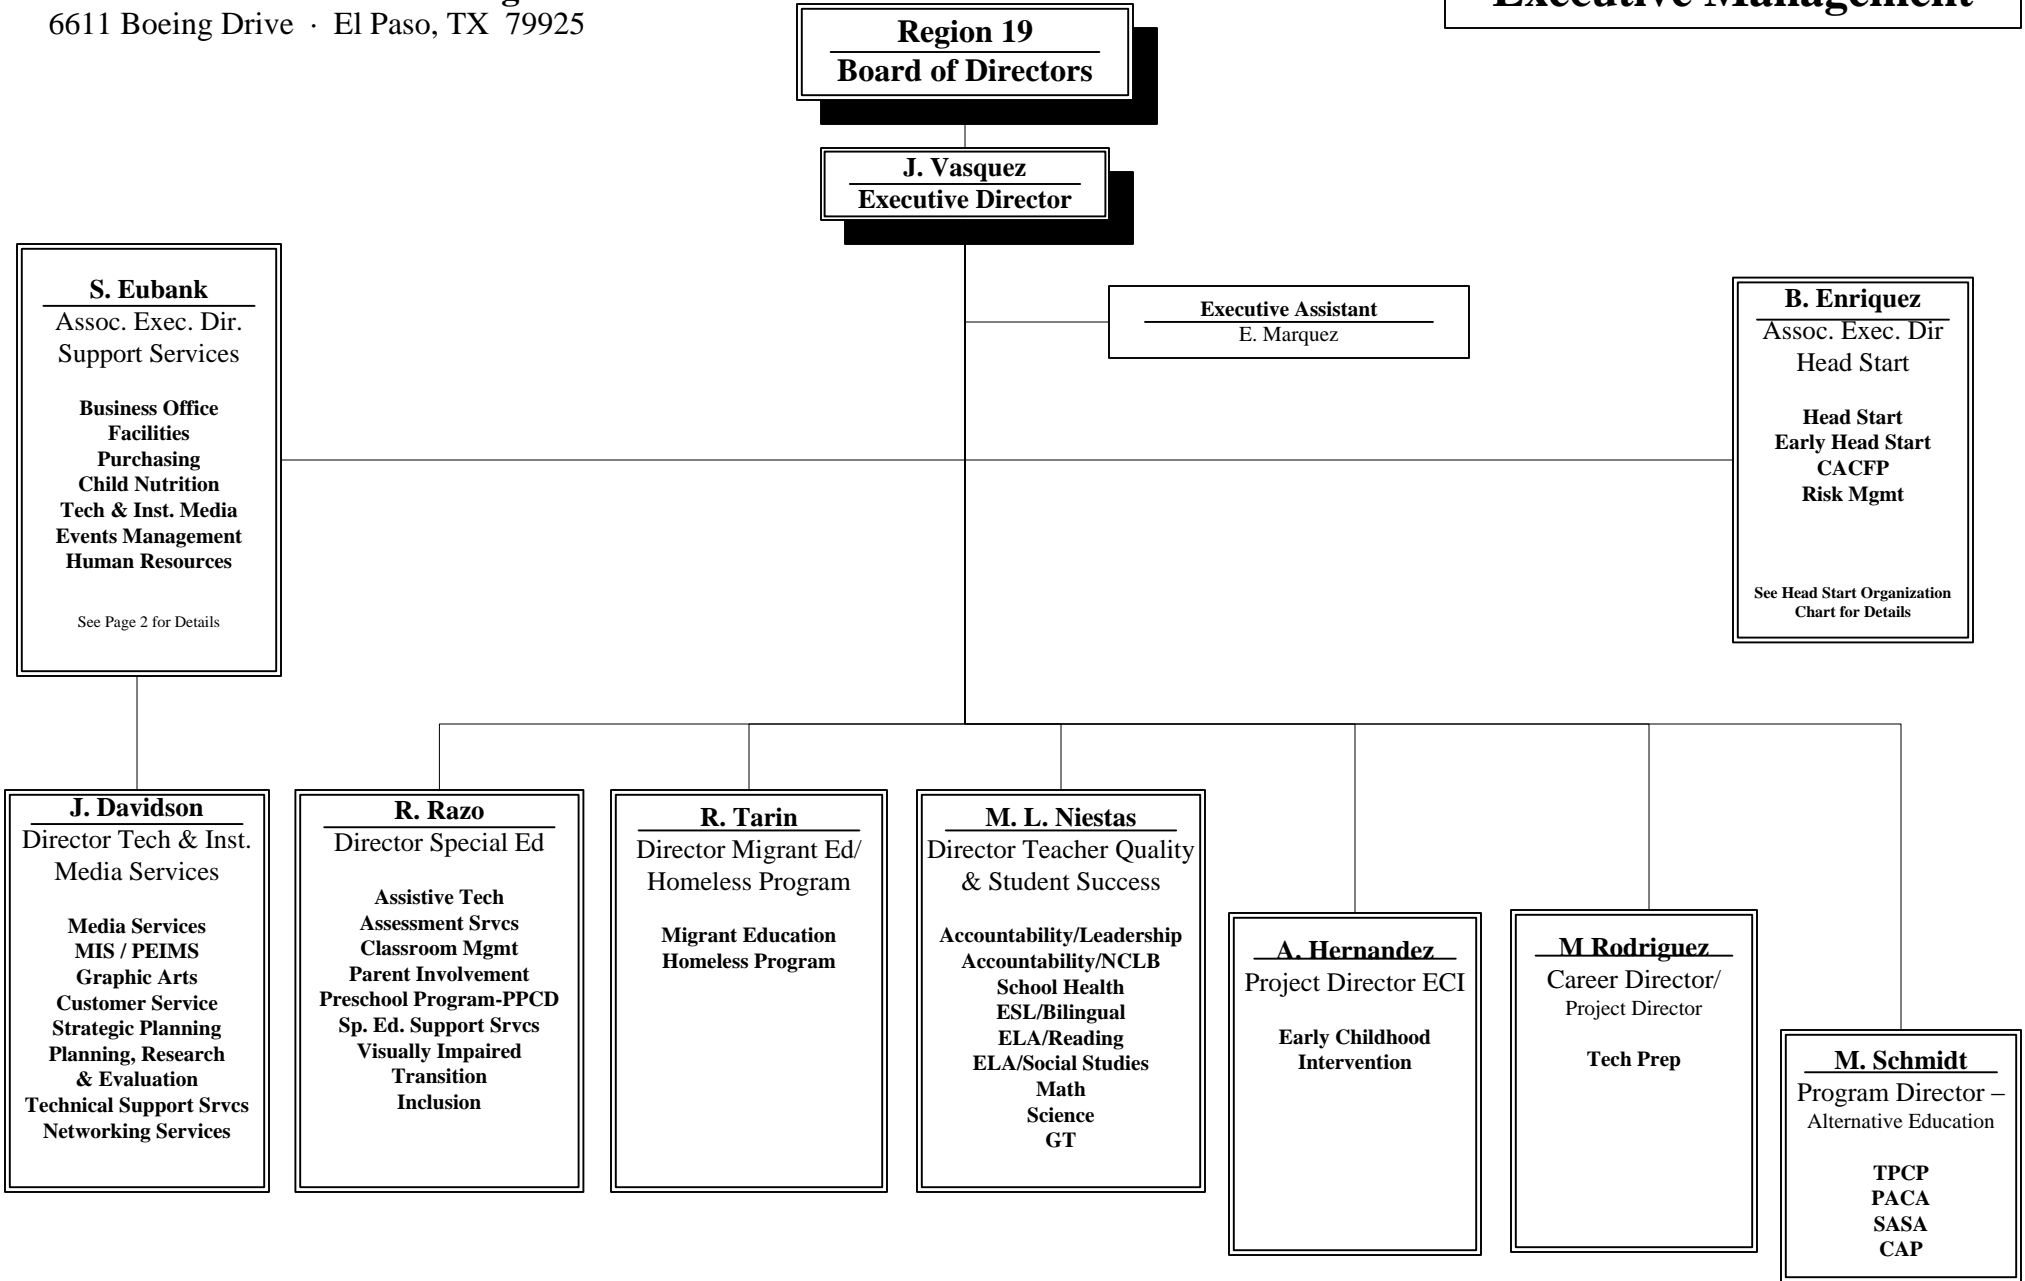 6611 Boeing Drive · El Paso, TX 79925
Executive Management
Region 19
Board of Directors
J. Vasquez
Executive Director
Executive Assistant
E. Marquez
S. Eubank
Assoc. Exec. Dir.
Support Services
Business Office
Facilities
Purchasing
Child Nutrition
Tech & Inst. Media
Events Management
Human Resources
See Page 2 for Details
B. Enriquez
Assoc. Exec. Dir
Head Start
Head Start
Early Head Start
CACFP
Risk Mgmt
See Head Start Organization
Chart for Details
J. Davidson
Director Tech & Inst.
Media Services
Media Services
MIS / PEIMS
Graphic Arts
Customer Service
Strategic Planning
Planning, Research
& Evaluation
Technical Support Srvcs
Networking Services
R. Razo
Director Special Ed
Assistive Tech
Assessment Srvcs
Classroom Mgmt
Parent Involvement
Preschool Program-PPCD
Sp. Ed. Support Srvcs
Visually Impaired
Transition
Inclusion
R. Tarin
Director Migrant Ed/
Homeless Program
Migrant Education
Homeless Program
M. L. Niestas
Director Teacher Quality
& Student Success
Accountability/Leadership
Accountability/NCLB
School Health
ESL/Bilingual
ELA/Reading
ELA/Social Studies
Math
Science
GT
A. Hernandez
Project Director ECI
Early Childhood
Intervention
M Rodriguez
Career Director/
Project Director
Tech Prep
M. Schmidt
Program Director –
Alternative Education
TPCP
PACA
SASA
CAP